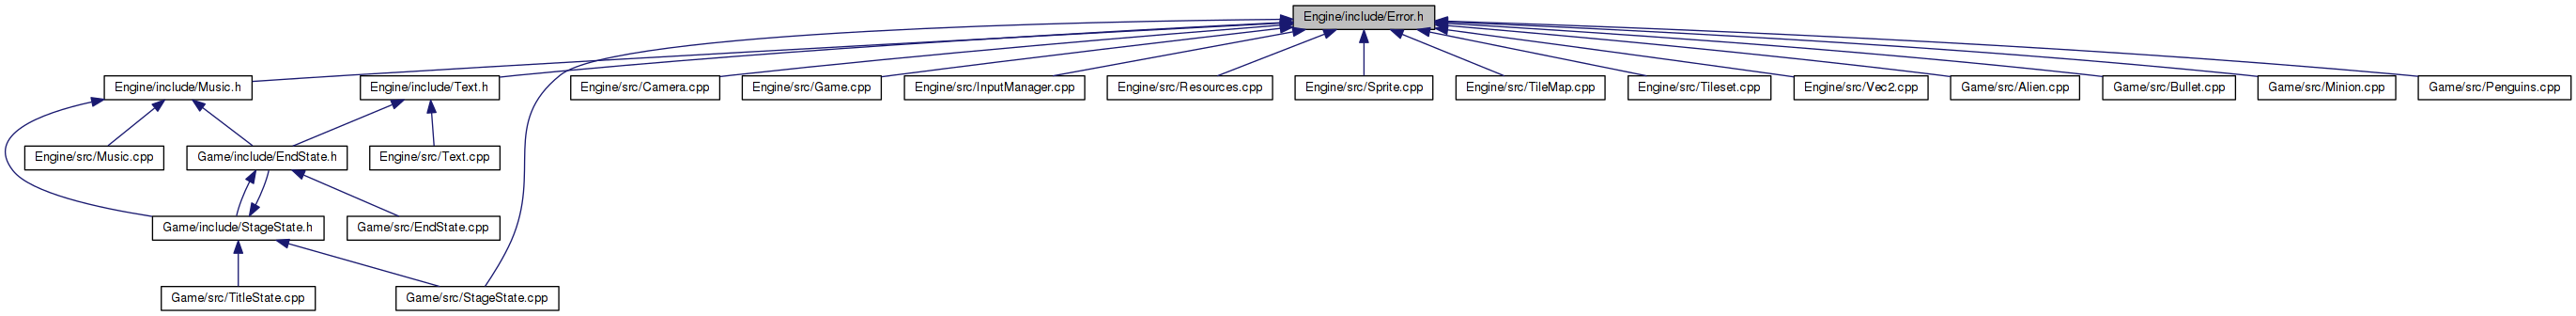 Engine/include/Error.h
Engine/include/Music.h
Engine/include/Text.h
Engine/src/Camera.cpp
Engine/src/Game.cpp
Engine/src/InputManager.cpp
Engine/src/Resources.cpp
Engine/src/Sprite.cpp
Engine/src/TileMap.cpp
Engine/src/Tileset.cpp
Engine/src/Vec2.cpp
Game/src/Alien.cpp
Game/src/Bullet.cpp
Game/src/Minion.cpp
Game/src/Penguins.cpp
Engine/src/Music.cpp
Game/include/EndState.h
Engine/src/Text.cpp
Game/include/StageState.h
Game/src/EndState.cpp
Game/src/TitleState.cpp
Game/src/StageState.cpp